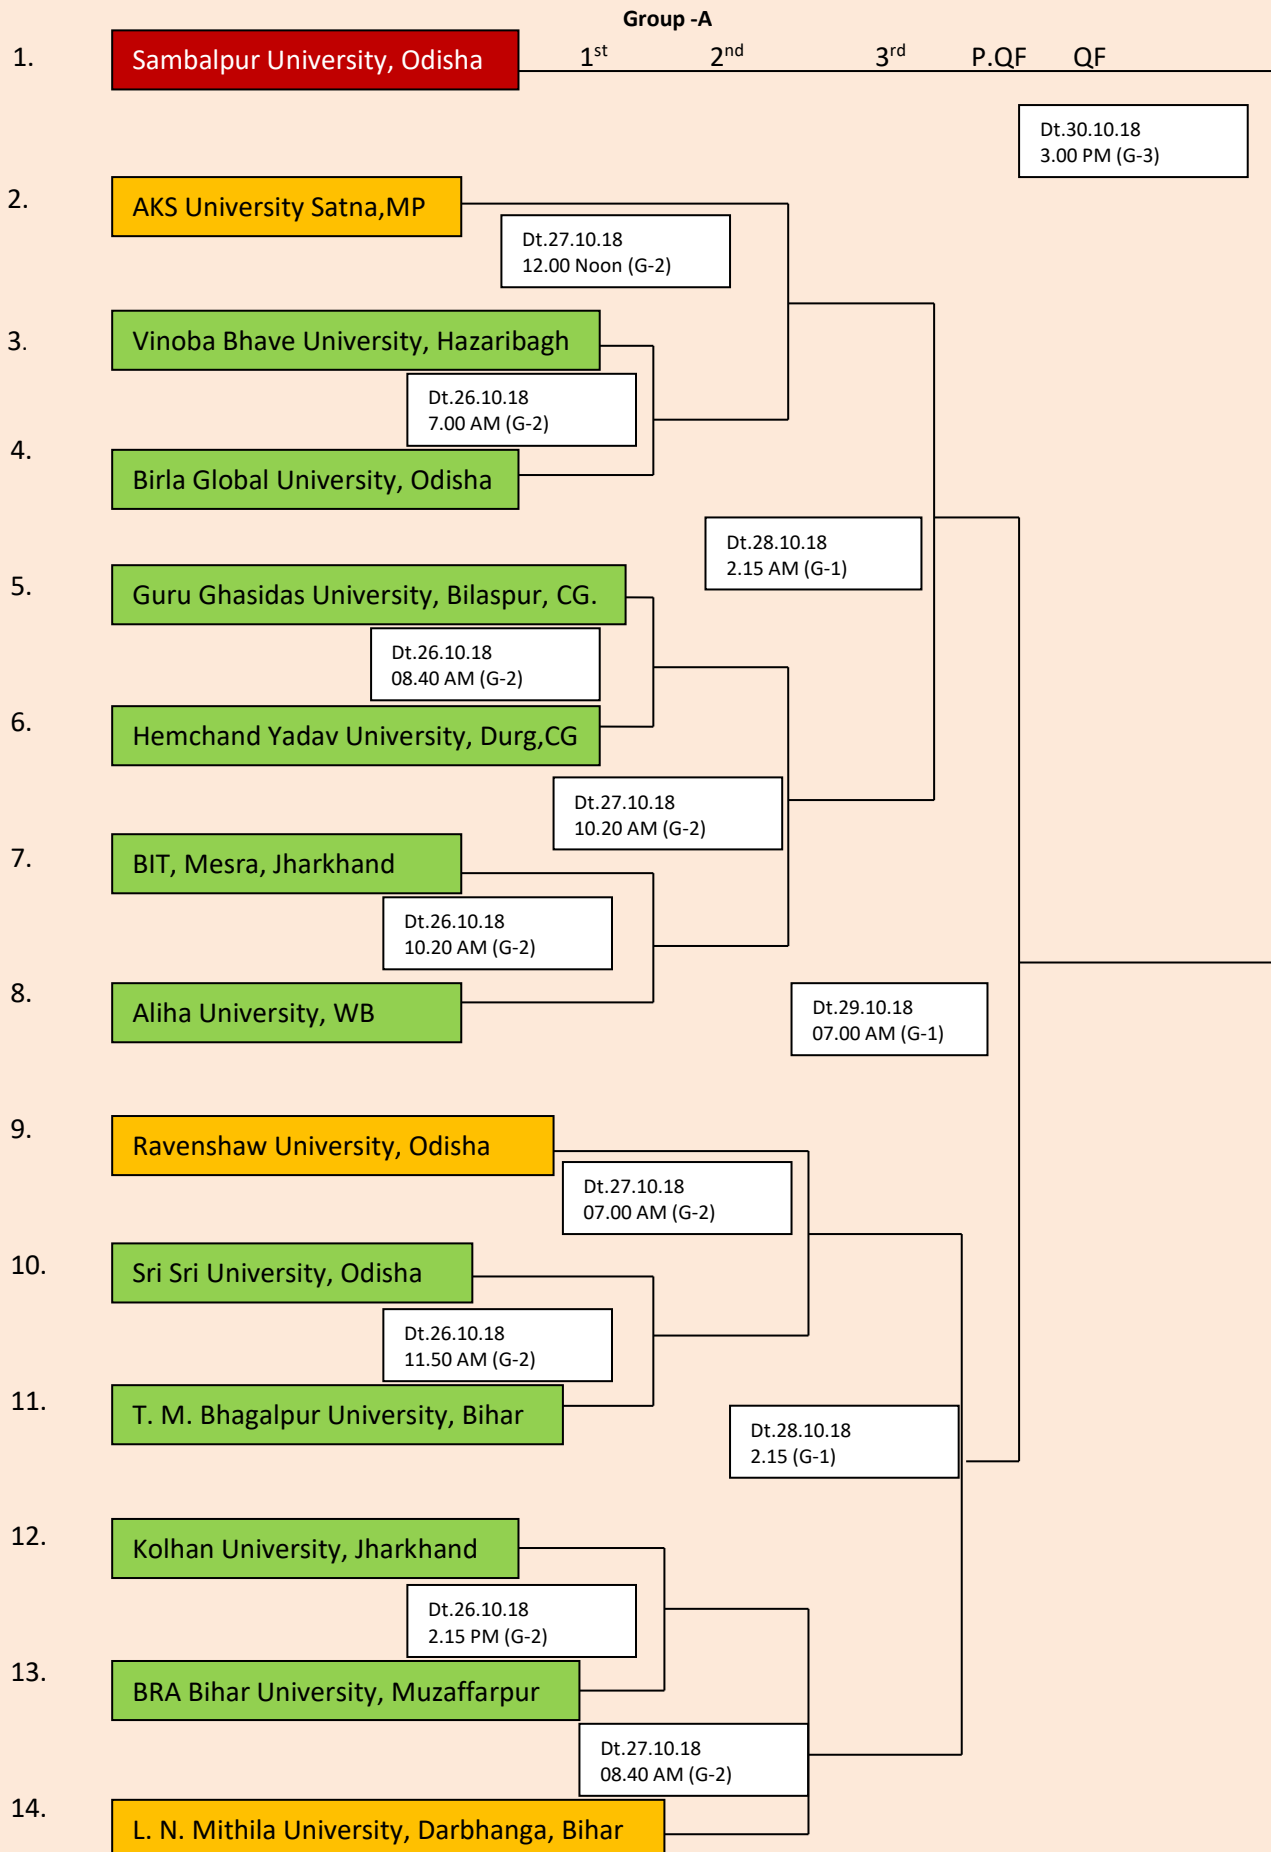 Group -A
1. Sambalpur University, Odisha 1st 2nd 3rd P.QF QF
Dt.30.10.18
3.00 PM (G-3)
2. AKS University Satna,MP
Dt.27.10.18
12.00 Noon (G-2)
3. Vinoba Bhave University, Hazaribagh
Dt.26.10.18
7.00 AM (G-2)
4. Birla Global University, Odisha
Dt.28.10.18
2.15 AM (G-1)
5. Guru Ghasidas University, Bilaspur, CG.
Dt.26.10.18
08.40 AM (G-2)
6. Hemchand Yadav University, Durg,CG
Dt.27.10.18
10.20 AM (G-2)
7. BIT, Mesra, Jharkhand
Dt.26.10.18
10.20 AM (G-2)
8. Aliha University, WB
Dt.29.10.18
07.00 AM (G-1)
9. Ravenshaw University, Odisha
Dt.27.10.18
07.00 AM (G-2)
10. Sri Sri University, Odisha
Dt.26.10.18
11.50 AM (G-2)
11. T. M. Bhagalpur University, Bihar
Dt.28.10.18
2.15 (G-1)
12. Kolhan University, Jharkhand
Dt.26.10.18
2.15 PM (G-2)
13. BRA Bihar University, Muzaffarpur
Dt.27.10.18
08.40 AM (G-2)
14. L. N. Mithila University, Darbhanga, Bihar